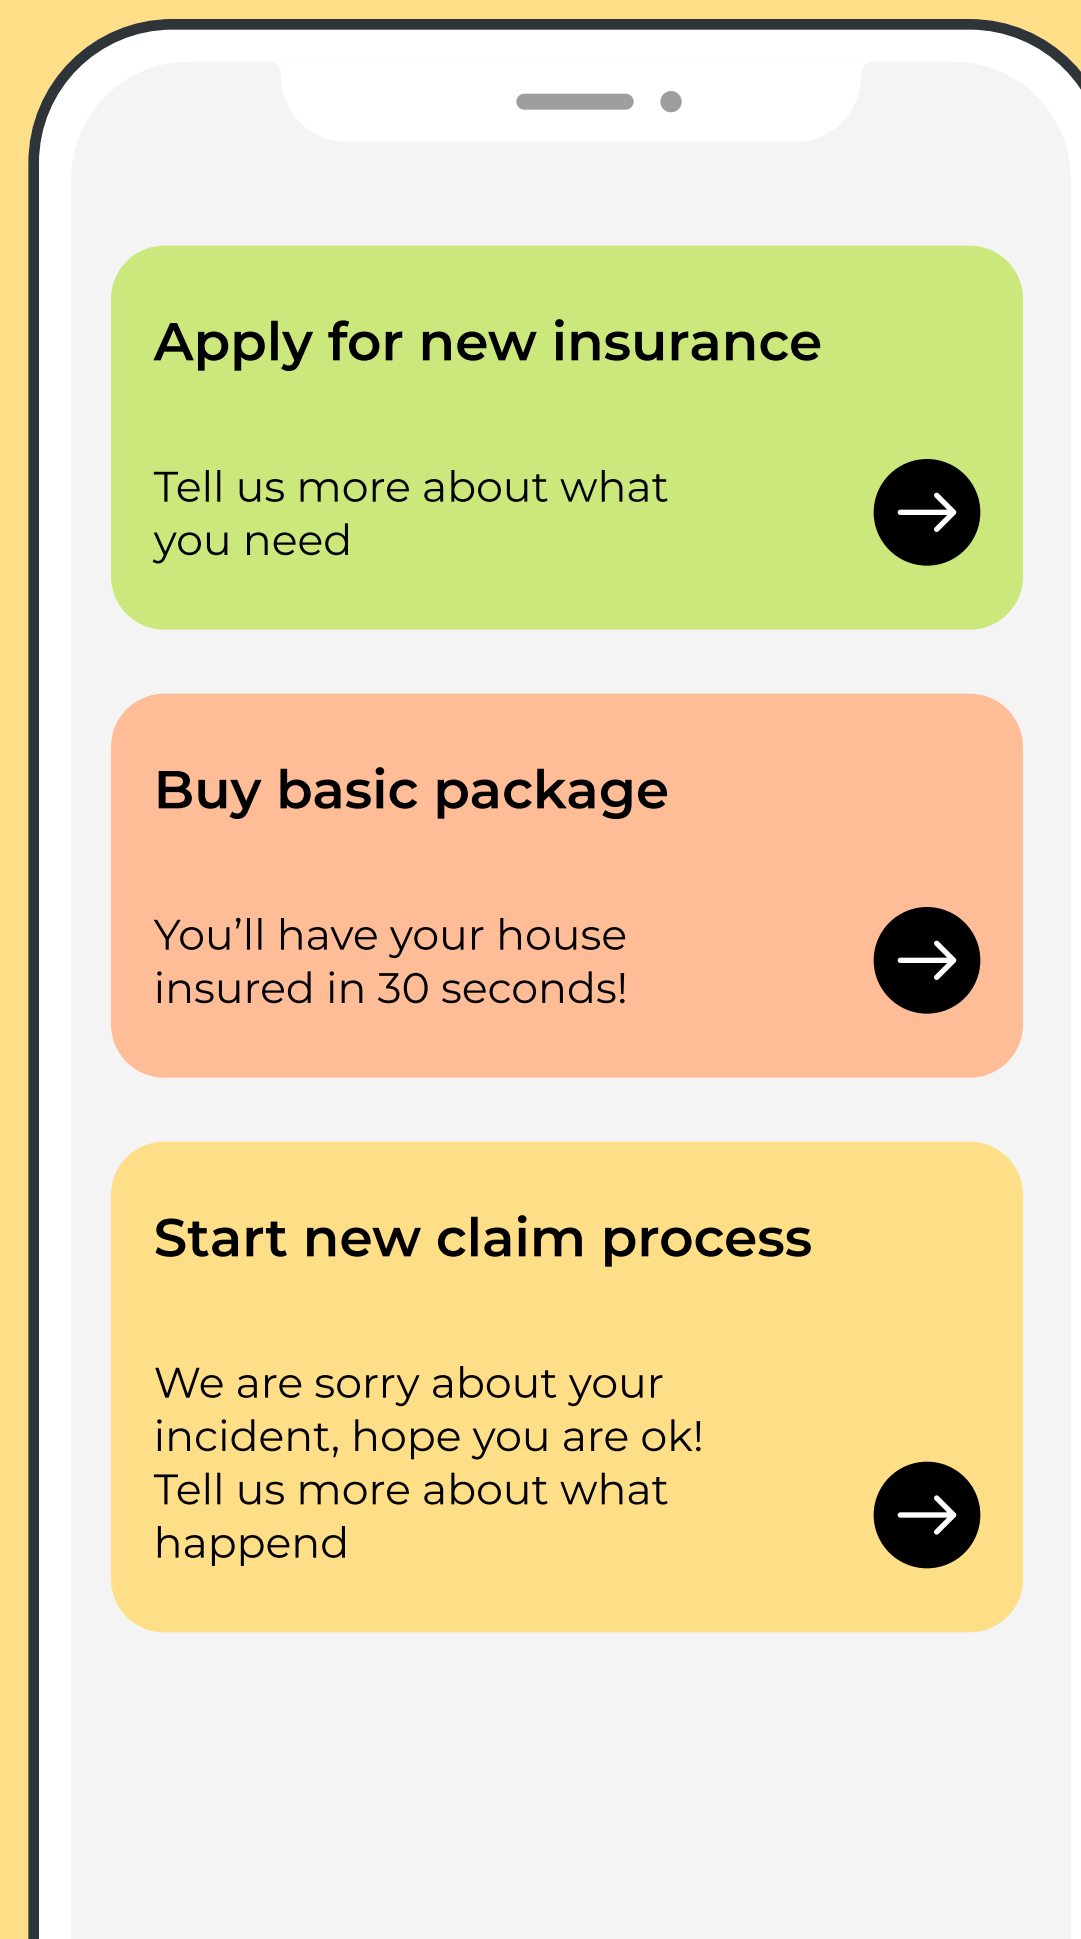 Apply for new insurance
Tell us more about what
you need
Buy basic package
You’ll have your house
insured in 30 seconds!
Start new claim process
We are sorry about your
incident, hope you are ok!
Tell us more about what
happend